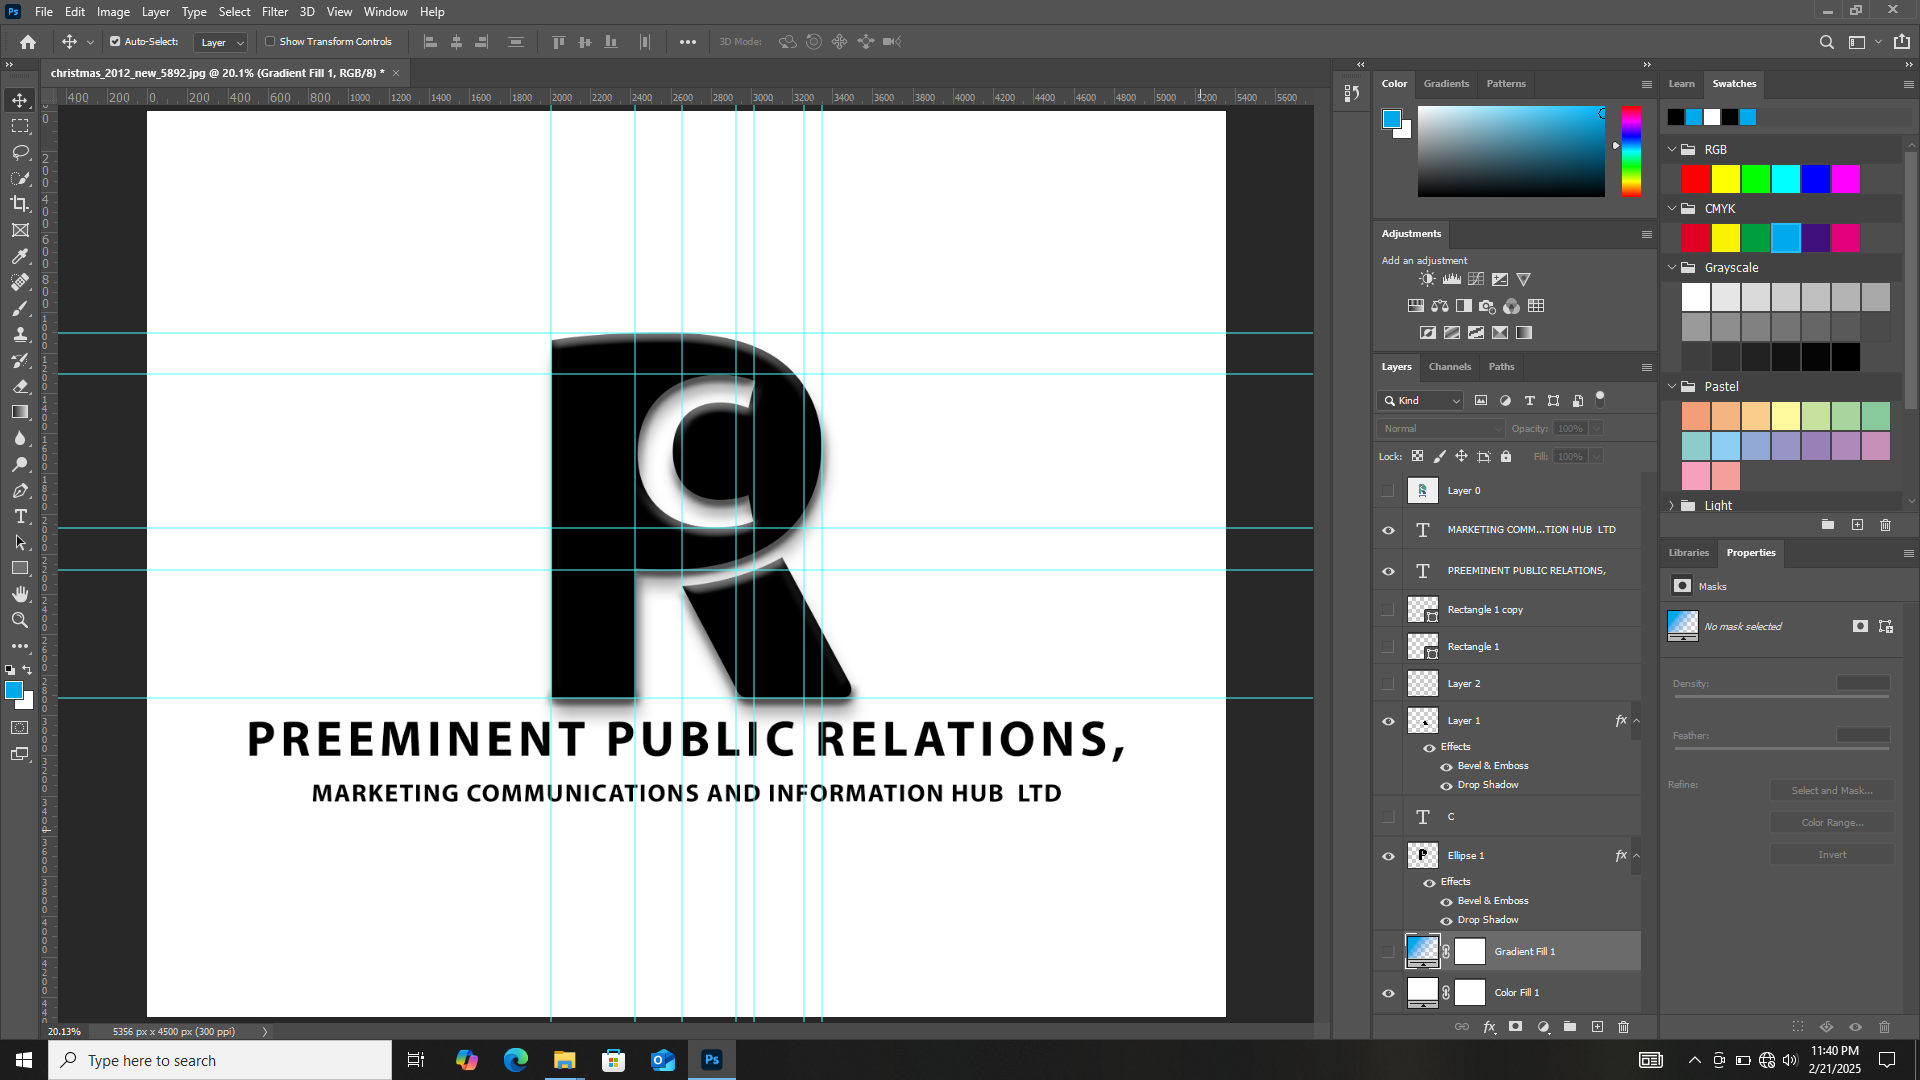 Ps File Edit Image Layer Type Select Filter 3D View Window Help
Auto-Select: Layer Show Transform Controls 3D Mode:
christmas_2012_new_5892.jpg @ 20.1% (Gradient Fill 1, RGB/8) *
400 200 0 200 400 600 800 1000 1200 1400 1600 1800 2000 2200 2400 2600 2800 3000 3200 3400 3600 3800 4000 4200 4400 4600 4800 5000 5200 5400 5600
R
C
PREEMINENT PUBLIC RELATIONS,
MARKETING COMMUNICATIONS AND INFORMATION HUB LTD
20.13% 5356 px x 4500 px (300 ppi)
Color Gradients Patterns
Adjustments
Add an adjustment
Layers Channels Paths
Kind
Normal Opacity: 100%
Lock: Fill: 100%
Layer 0
T MARKETING COMM...TION HUB LTD
T PREEMINENT PUBLIC RELATIONS,
Rectangle 1 copy
Rectangle 1
Layer 2
Layer 1 fx
Effects
Bevel & Emboss
Drop Shadow
T C
Ellipse 1 fx
Effects
Bevel & Emboss
Drop Shadow
Gradient Fill 1
Color Fill 1
fx
Learn Swatches
RGB
CMYK
Grayscale
Pastel
Light
Libraries Properties
Masks
No mask selected
Density:
Feather:
Refine: Select and Mask...
Color Range...
Invert
Type here to search
Ps
11:40 PM
2/21/2025